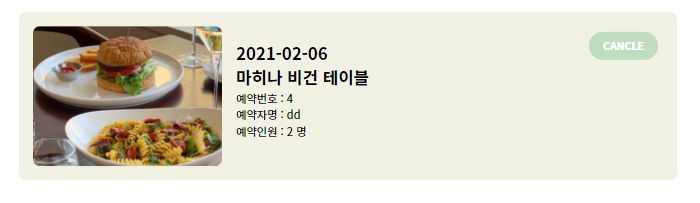 2021-02-06
마히나 비건 테이블
예약번호 : 4
예약자명 : dd
예약인원 : 2 명
CANCLE